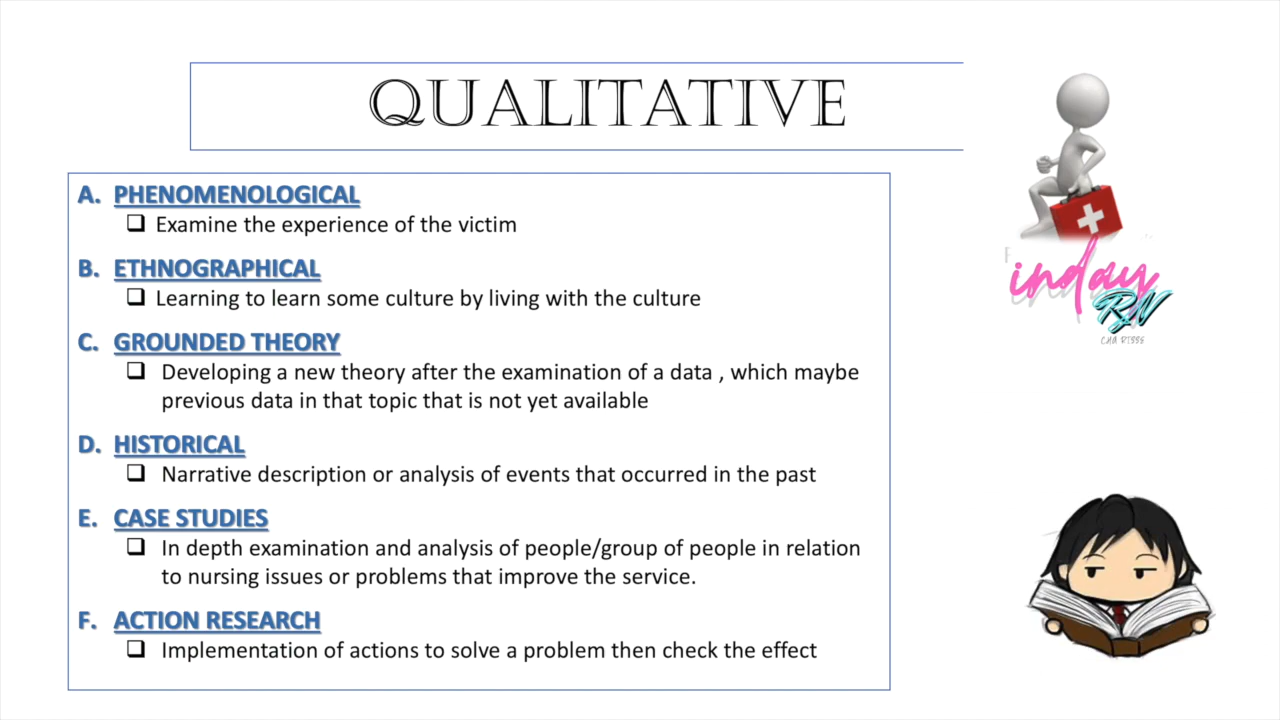 QUALITATIVE
A. PHENOMENOLOGICAL
❑ Examine the experience of the victim
B. ETHNOGRAPHICAL
❑ Learning to learn some culture by living with the culture
C. GROUNDED THEORY
❑ Developing a new theory after the examination of a data , which maybe
previous data in that topic that is not yet available
D. HISTORICAL
❑ Narrative description or analysis of events that occurred in the past
E. CASE STUDIES
❑ In depth examination and analysis of people/group of people in relation
to nursing issues or problems that improve the service.
F. ACTION RESEARCH
❑ Implementation of actions to solve a problem then check the effect
inday
RN